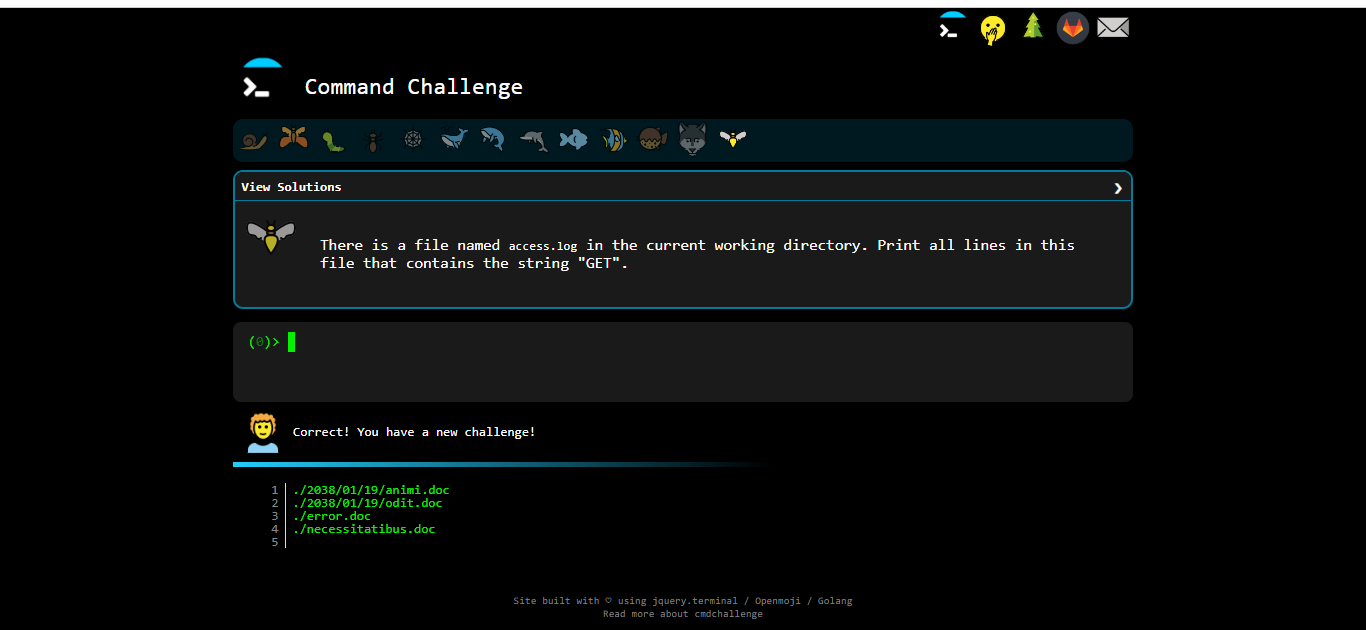 Command Challenge
View Solutions
There is a file named access.log in the current working directory. Print all lines in this
file that contains the string "GET".
(0)>
Correct! You have a new challenge!
1 ./2038/01/19/animi.doc
2 ./2038/01/19/odit.doc
3 ./error.doc
4 ./necessitatibus.doc
5
Site built with ♡ using jquery.terminal / Openmoji / Golang
Read more about cmdchallenge